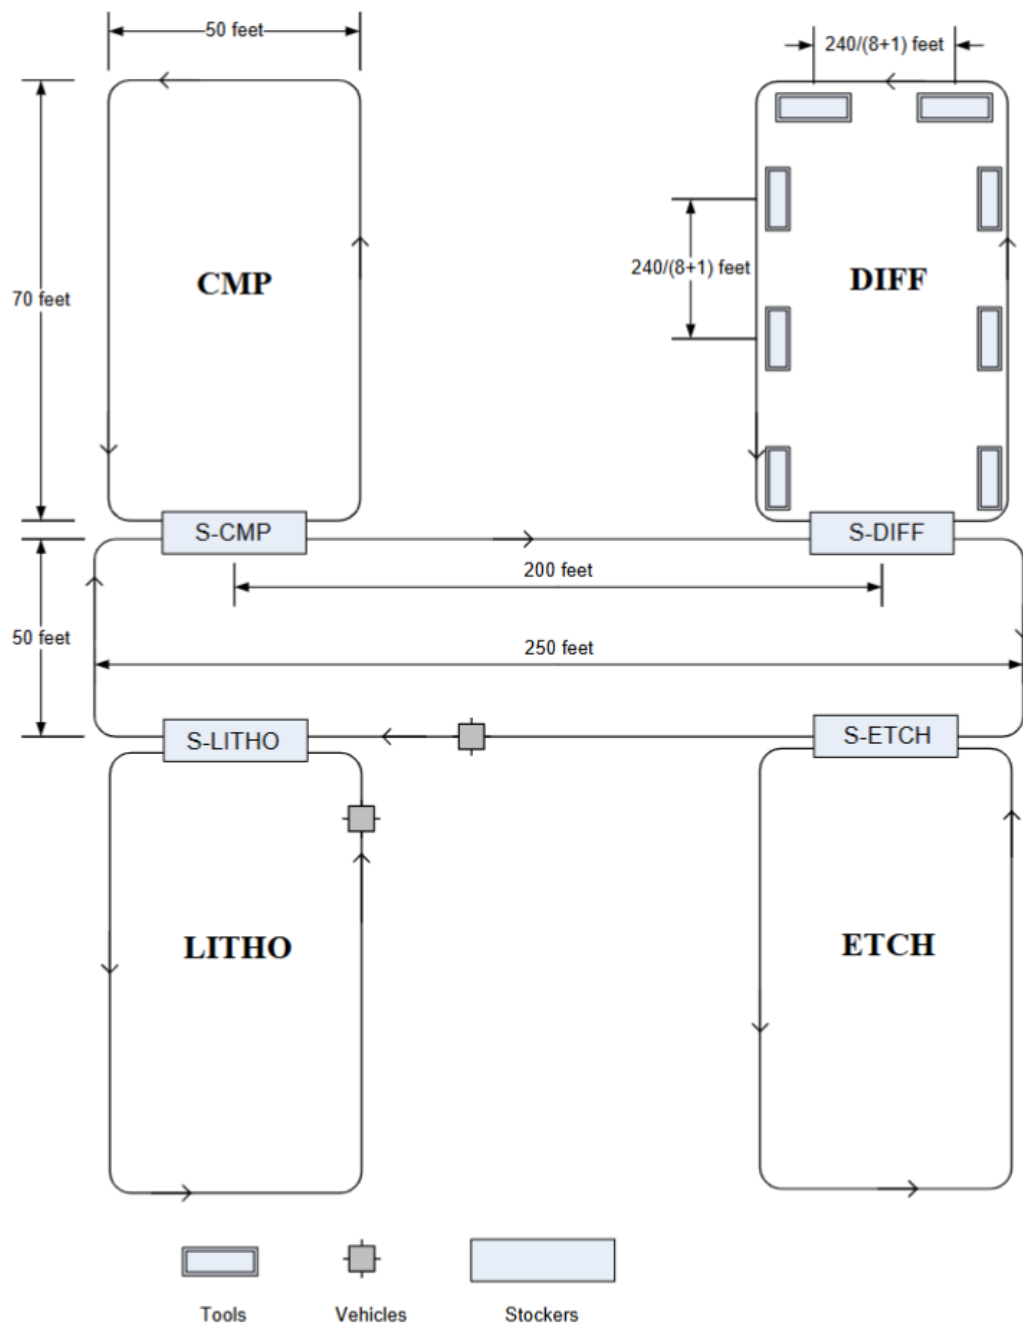 50 feet
240/(8+1) feet
240/(8+1) feet
CMP
DIFF
70 feet
S-CMP
S-DIFF
200 feet
50 feet
250 feet
S-LITHO
S-ETCH
LITHO
ETCH
Tools
Vehicles
Stockers